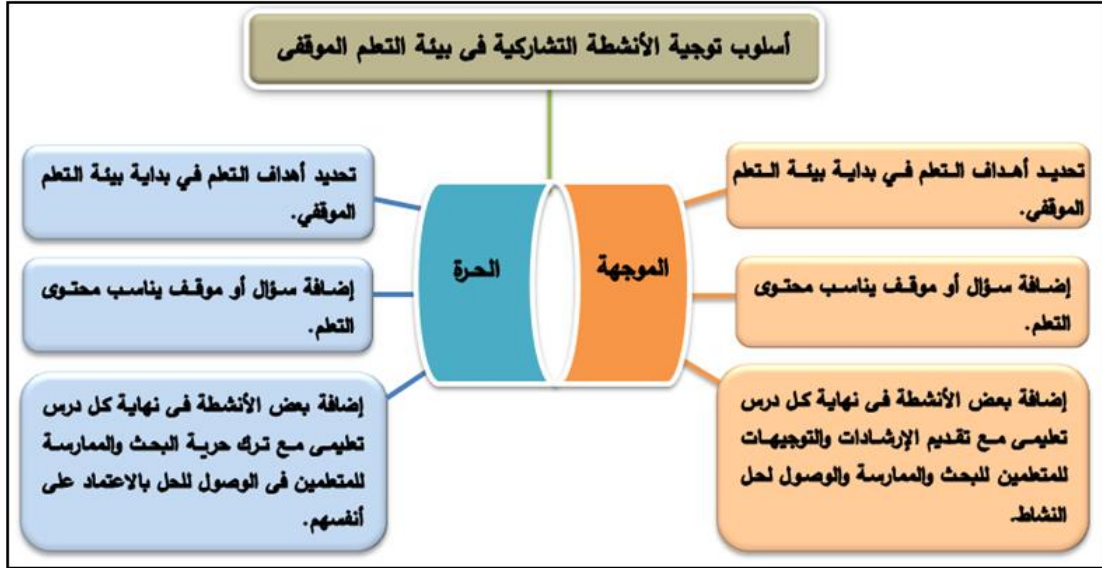 أسلوب توجية الأنشطة التشاركية فى بيئة التعلم الموقفى
الموجهة
تحديد أهداف التعلم في بداية بيئة التعلم
الموقفي.
إضافة سؤال أو موقف يناسب محتوى
التعلم.
إضافة بعض الأنشطة فى نهاية كل درس
تعليمى مع تقديم الإرشادات والتوجيهات
للمتعلمين للبحث والممارسة والوصول لحل
النشاط.
الحرة
تحديد أهداف التعلم في بداية بيئة التعلم
الموقفي.
إضافة سؤال أو موقف يناسب محتوى
التعلم.
إضافة بعض الأنشطة فى نهاية كل درس
تعليمى مع ترك حرية البحث والممارسة
للمتعلمين فى الوصول للحل بالاعتماد على
أنفسهم.